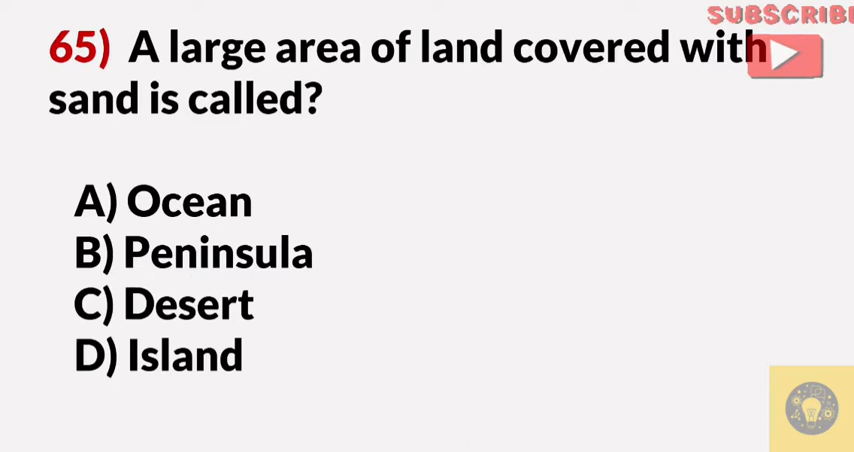 SUBSCRIBE
65) A large area of land covered with
sand is called?
A) Ocean
B) Peninsula
C) Desert
D) Island